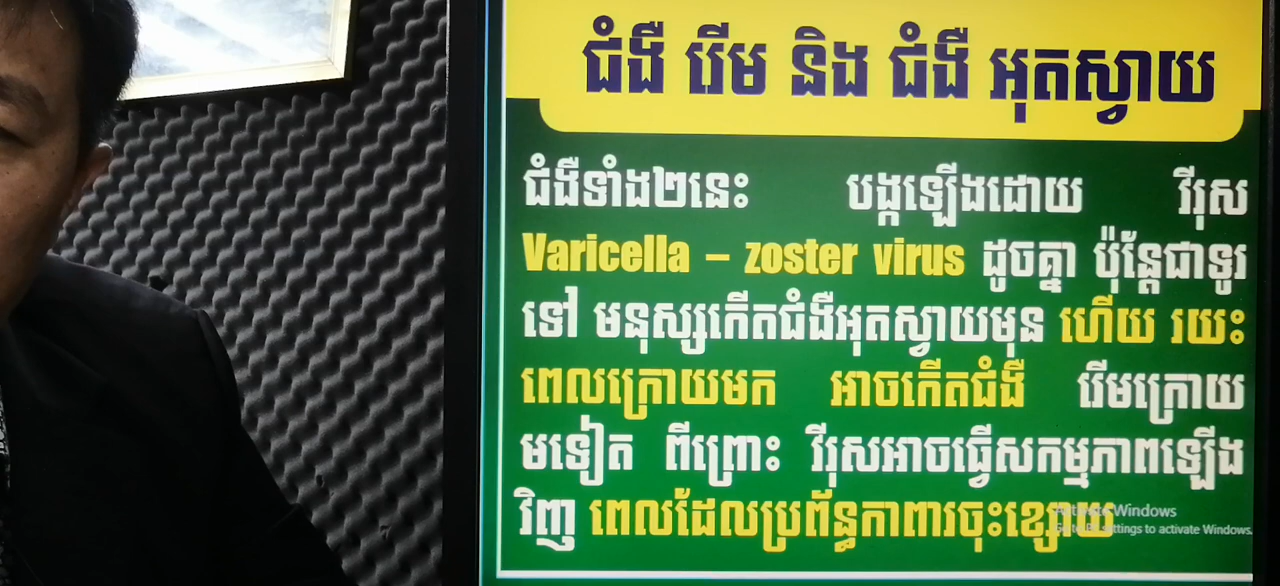 ជំងឺ រើម និង ជំងឺ អុតស្វាយ
ជំងឺទាំង២នេះ បង្កឡើងដោយ វីរុស
Varicella – zoster virus ដូចគ្នា ប៉ុន្តែជាទូរ
ទៅ មនុស្សកើតជំងឺអុតស្វាយមុន ហើយ រយះ
ពេលក្រោយមក អាចកើតជំងឺ រើមក្រោយ
មទៀត ពីព្រោះ វីរុសអាចធ្វើសកម្មភាពឡើង
វិញ ពេលដែលប្រព័ន្ធកាពារចុះខ្សោយ
Activate Windows
Go to PC settings to activate Windows.